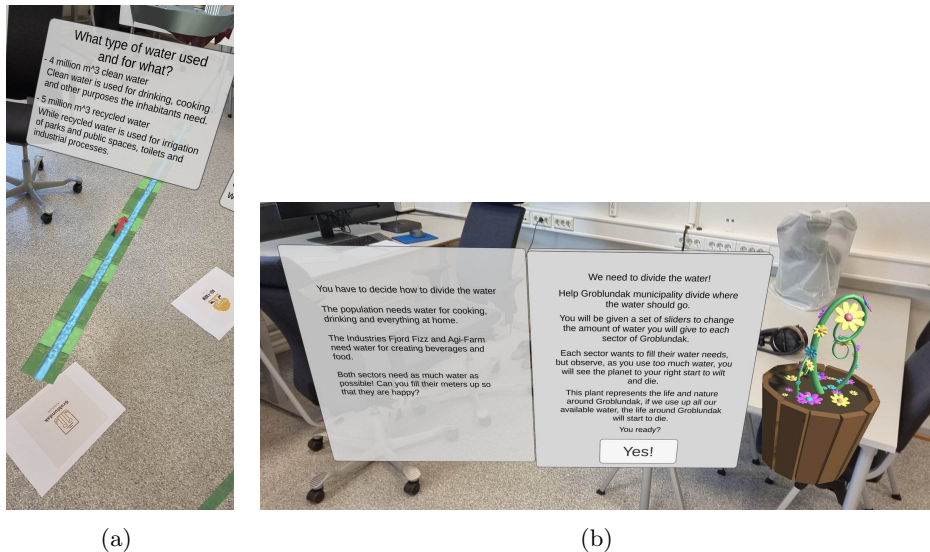 What type of water used
and for what?
- 4 million m^3 clean water
Clean water is used for drinking, cooking
and other purposes the inhabitants need.
- 5 million m^3 recycled water
While recycled water is used for irrigation
of parks and public spaces, toilets and
industrial processes.
Groblundak
(a)
You have to decide how to divide the water
The population needs water for cooking,
drinking and everything at home.
The Industries Fjord Fizz and Agi-Farm
need water for creating beverages and
food.
Both sectors need as much water as
possible! Can you fill their meters up so
that they are happy?
We need to divide the water!
Help Groblundak municipality divide where
the water should go.
You will be given a set of sliders to change
the amount of water you will give to each
sector of Groblundak.
Each sector wants to fill their water needs,
but observe, as you use too much water, you
will see the planet to your right start to wilt
and die.
This plant represents the life and nature
around Groblundak, if we use up all our
available water, the life around Groblundak
will start to die.
You ready?
Yes!
(b)